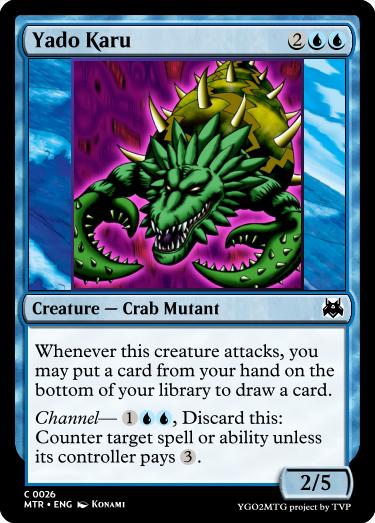 Yado Karu
2
Creature — Crab Mutant
Whenever this creature attacks, you
may put a card from your hand on the
bottom of your library to draw a card.
Channel— 1, Discard this:
Counter target spell or ability unless
its controller pays 3.
2/5
C 0026
MTR • ENG Konami
YGO2MTG project by TVP